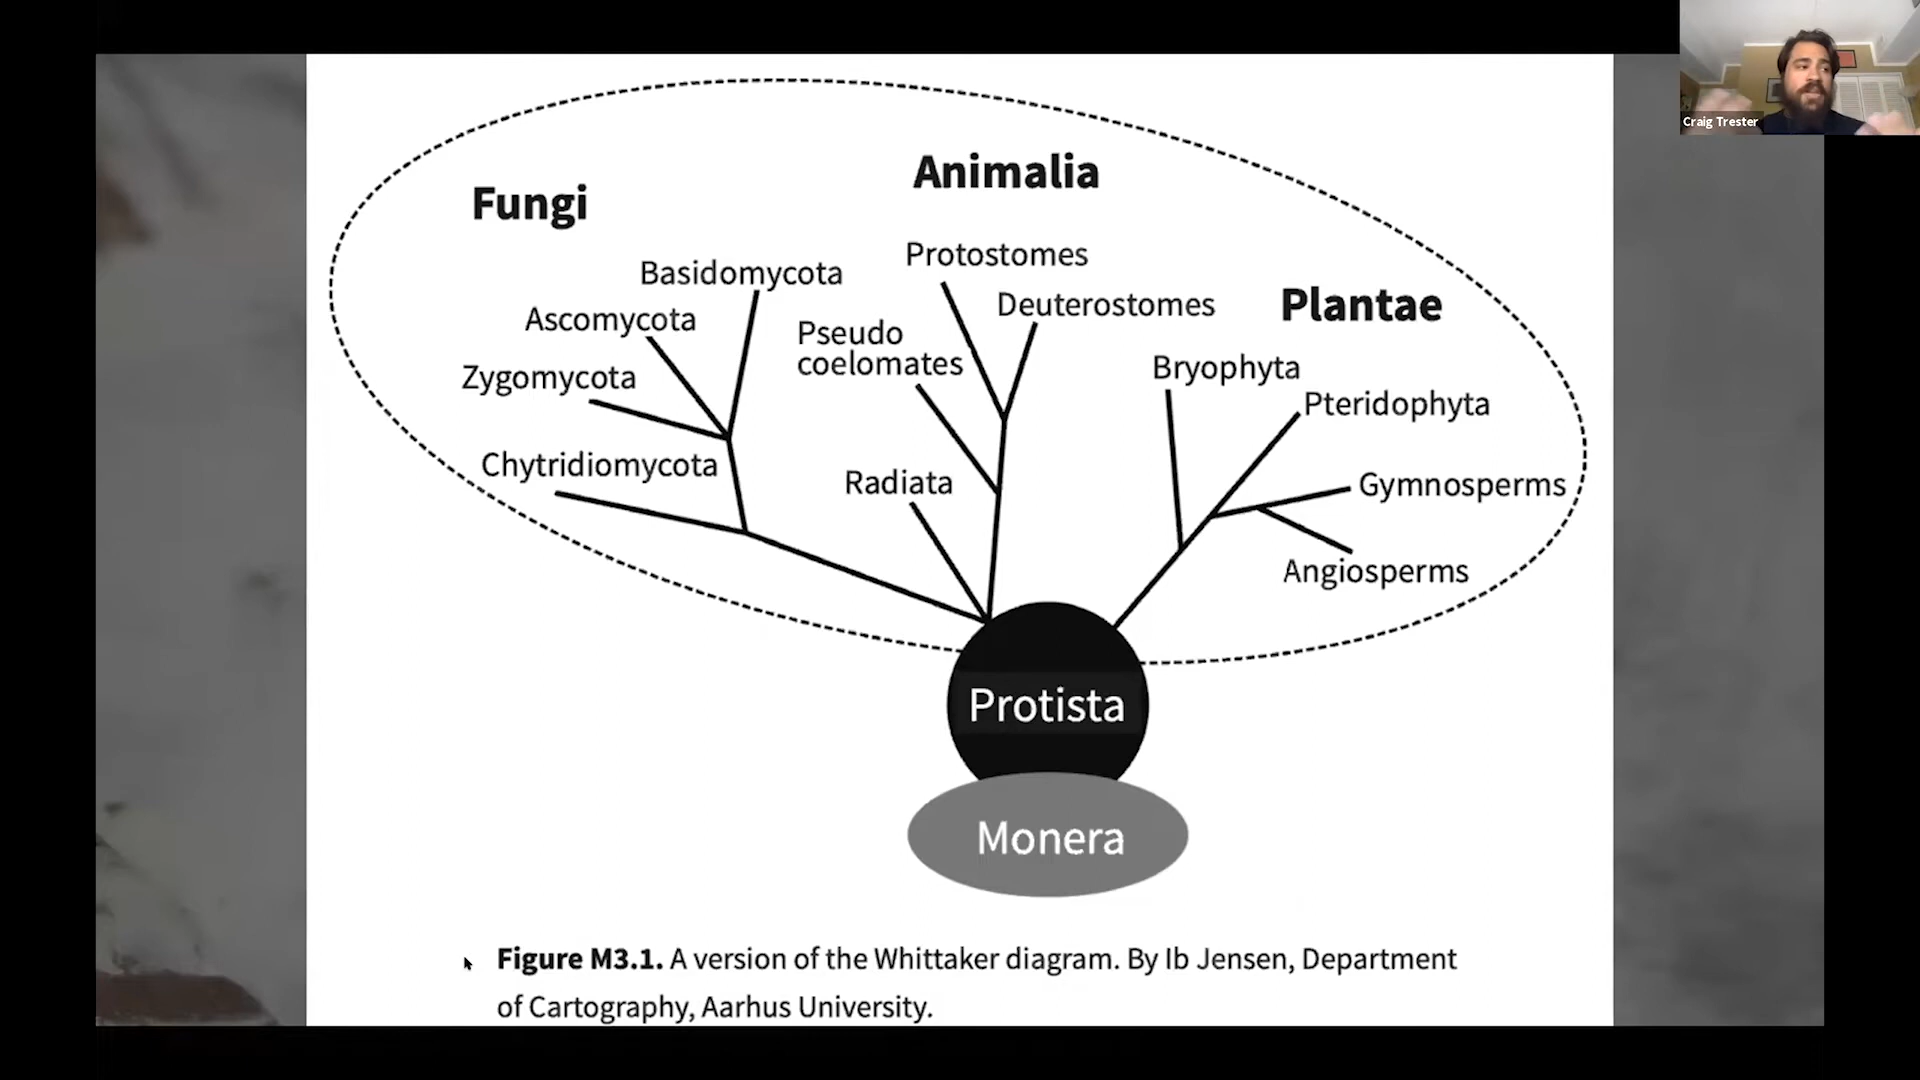 Craig Trester
Fungi
Animalia
Plantae
Basidomycota
Ascomycota
Zygomycota
Chytridiomycota
Protostomes
Deuterostomes
Pseudo
coelomates
Radiata
Bryophyta
Pteridophyta
Gymnosperms
Angiosperms
Protista
Monera
Figure M3.1. A version of the Whittaker diagram. By Ib Jensen, Department
of Cartography, Aarhus University.